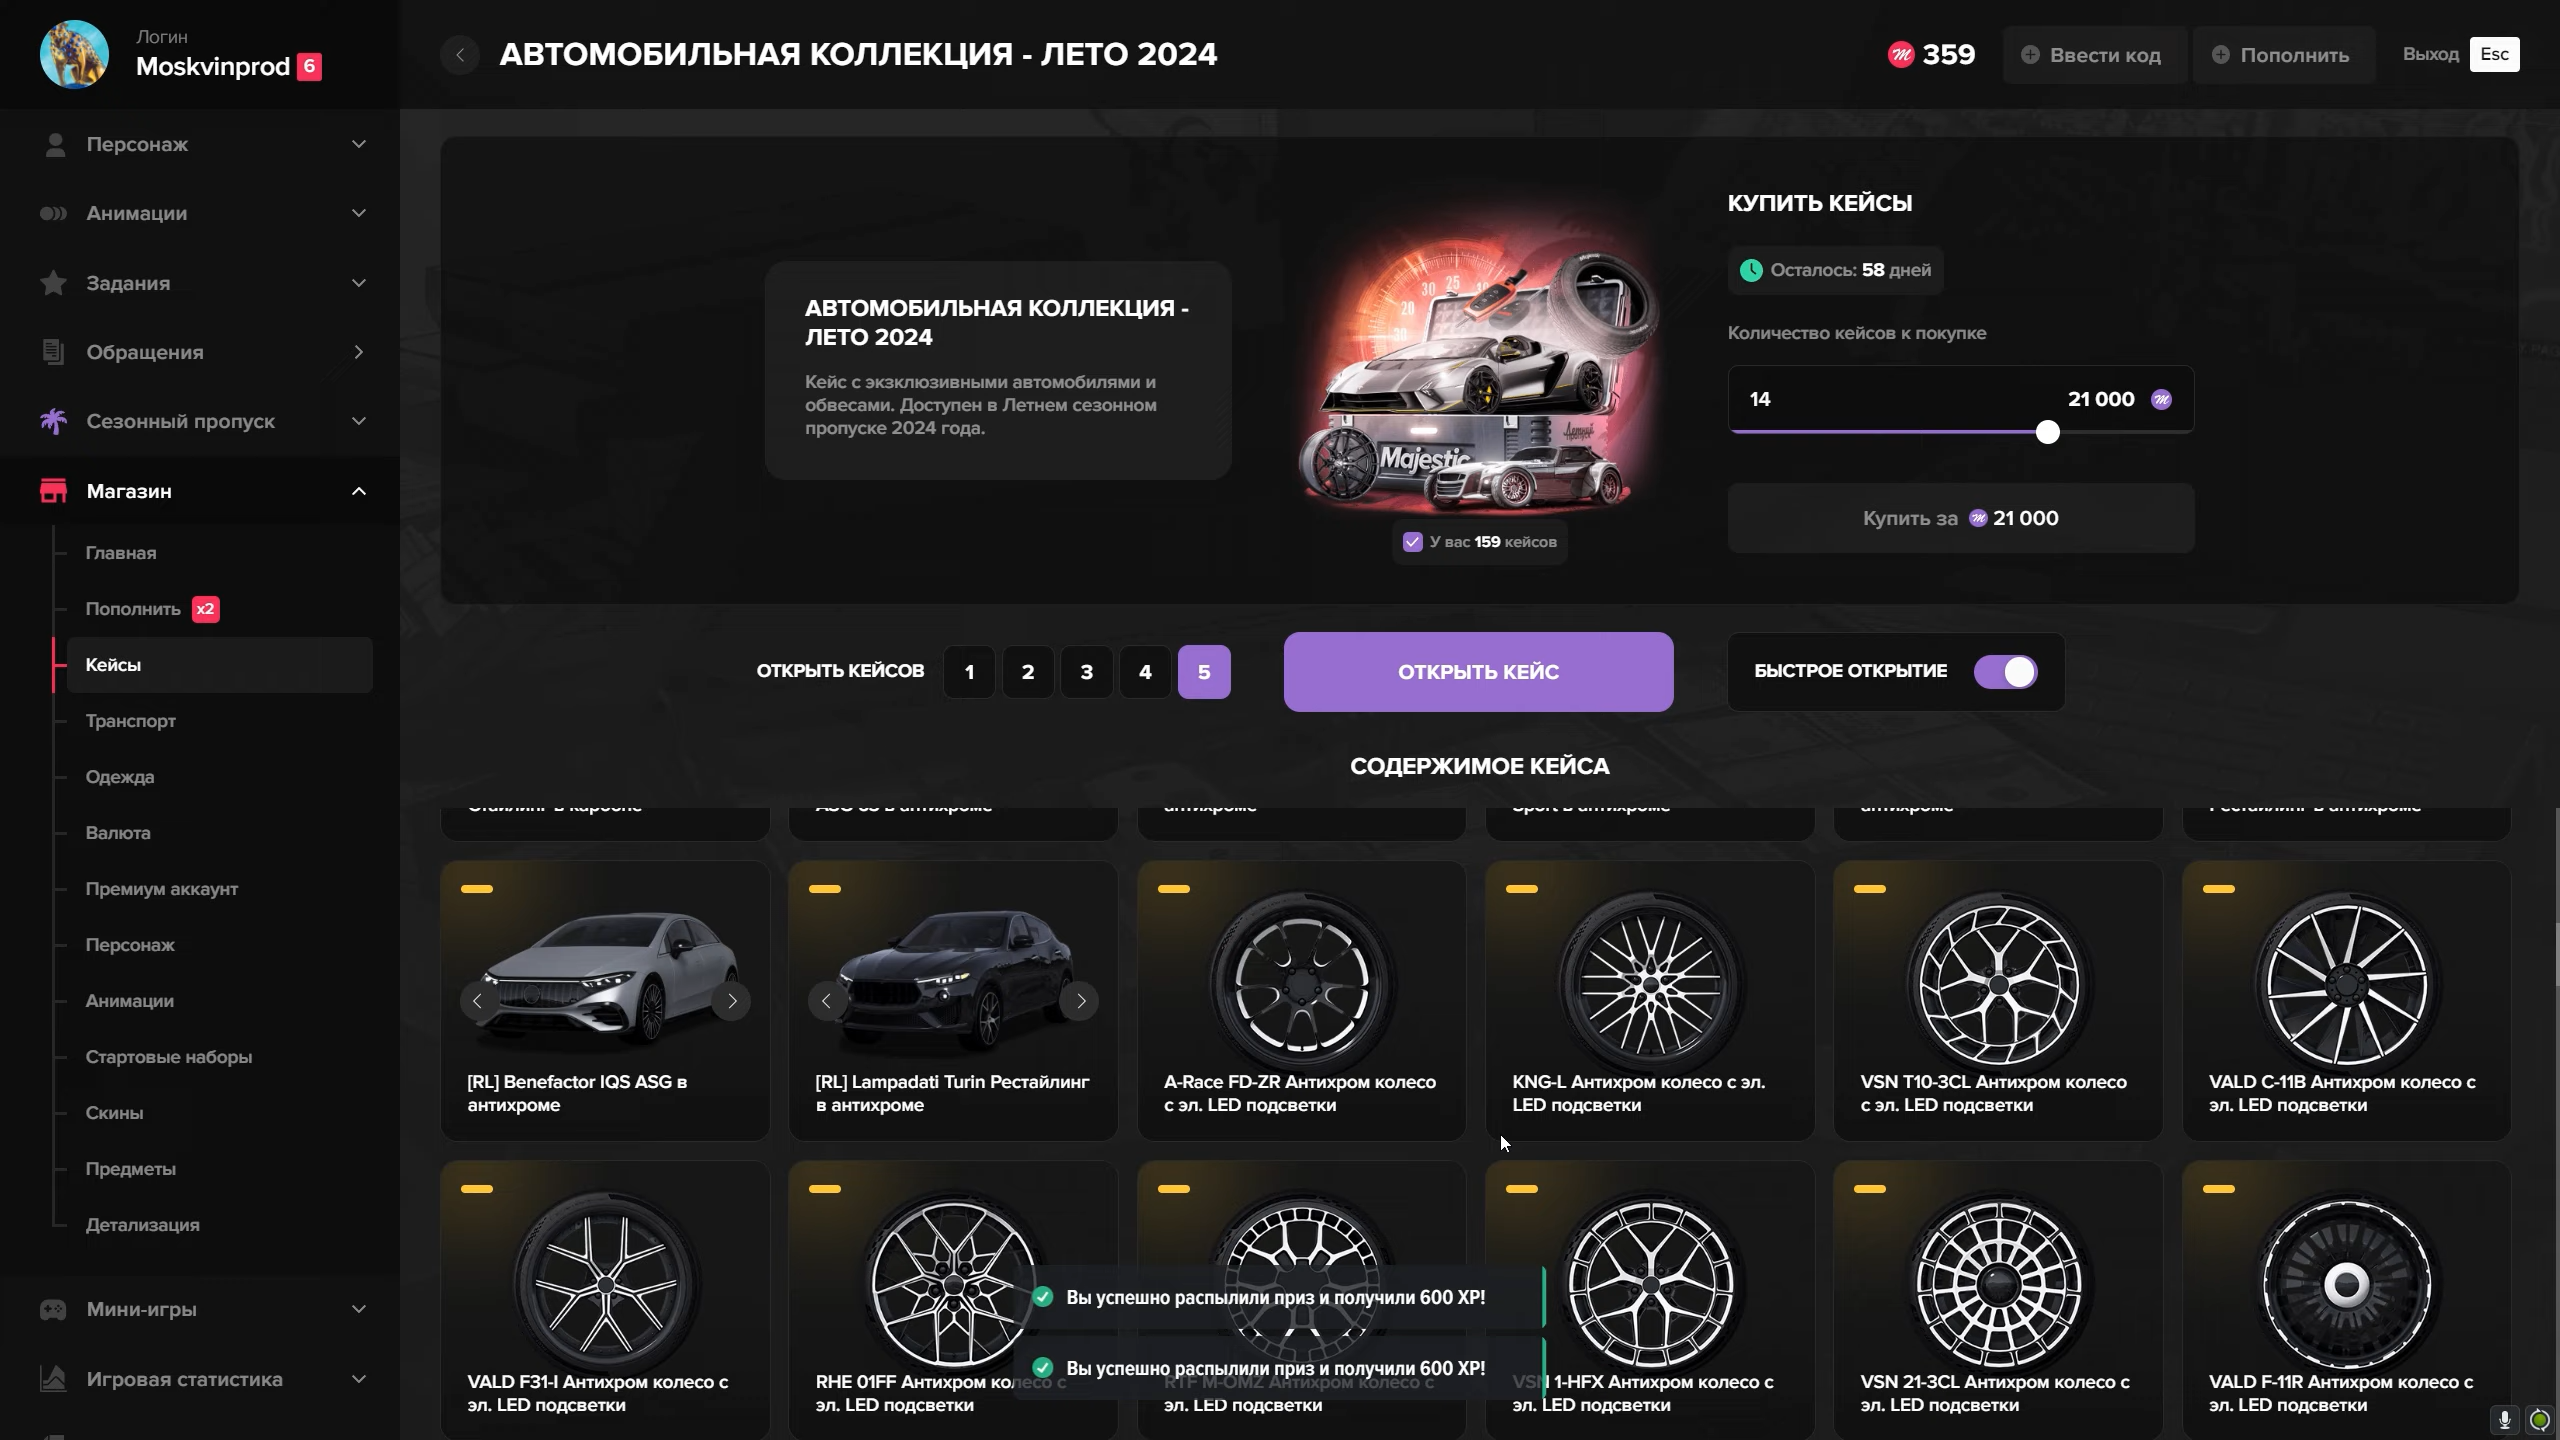 Логин
Moskvinprod 6
АВТОМОБИЛЬНАЯ КОЛЛЕКЦИЯ - ЛЕТО 2024
359
Ввести код
Пополнить
Выход
Esc
Персонаж
Анимации
Задания
Обращения
Сезонный пропуск
Магазин
Главная
Пополнить x2
Кейсы
Транспорт
Одежда
Валюта
Премиум аккаунт
Персонаж
Анимации
Стартовые наборы
Скины
Предметы
Детализация
Мини-игры
Игровая статистика
АВТОМОБИЛЬНАЯ КОЛЛЕКЦИЯ -
ЛЕТО 2024
Кейс с экзклюзивными автомобилями и
обвесами. Доступен в Летнем сезонном
пропуске 2024 года.
Majestic
У вас 159 кейсов
КУПИТЬ КЕЙСЫ
Осталось: 58 дней
Количество кейсов к покупке
14
21 000
Купить за 21 000
ОТКРЫТЬ КЕЙСОВ
1
2
3
4
5
ОТКРЫТЬ КЕЙС
БЫСТРОЕ ОТКРЫТИЕ
СОДЕРЖИМОЕ КЕЙСА
[RL] Benefactor IQS ASG в
антихроме
[RL] Lampadati Turin Рестайлинг
в антихроме
A-Race FD-ZR Антихром колесо
с эл. LED подсветки
KNG-L Антихром колесо с эл.
LED подсветки
VSN T10-3CL Антихром колесо
с эл. LED подсветки
VALD C-11B Антихром колесо с
эл. LED подсветки
VALD F31-I Антихром колесо с
эл. LED подсветки
RHE 01FF Антихром колесо с
эл. LED подсветки
RTF M-OMZ Антихром колесо с
эл. LED подсветки
VSN 1-HFX Антихром колесо с
эл. LED подсветки
VSN 21-3CL Антихром колесо с
эл. LED подсветки
VALD F-11R Антихром колесо с
эл. LED подсветки
Вы успешно распылили приз и получили 600 XP!
Вы успешно распылили приз и получили 600 XP!